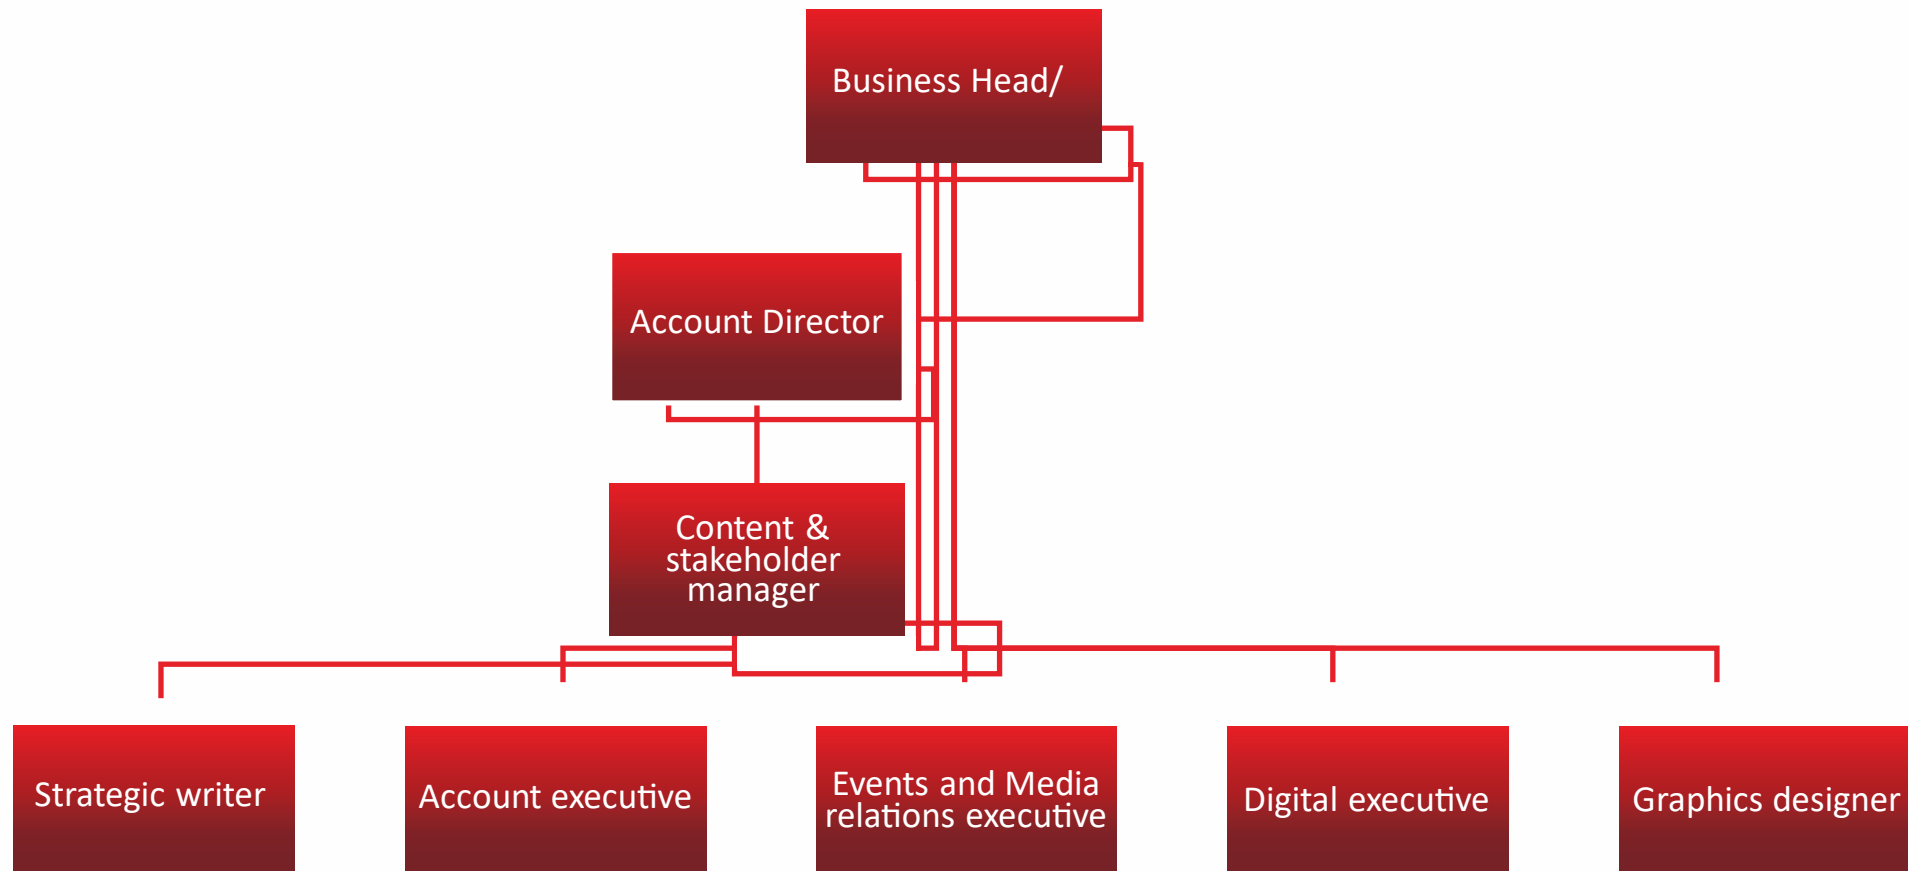 Business Head/
Account Director
Content &
stakeholder
manager
Strategic writer
Account executive
Events and Media
relations executive
Digital executive
Graphics designer